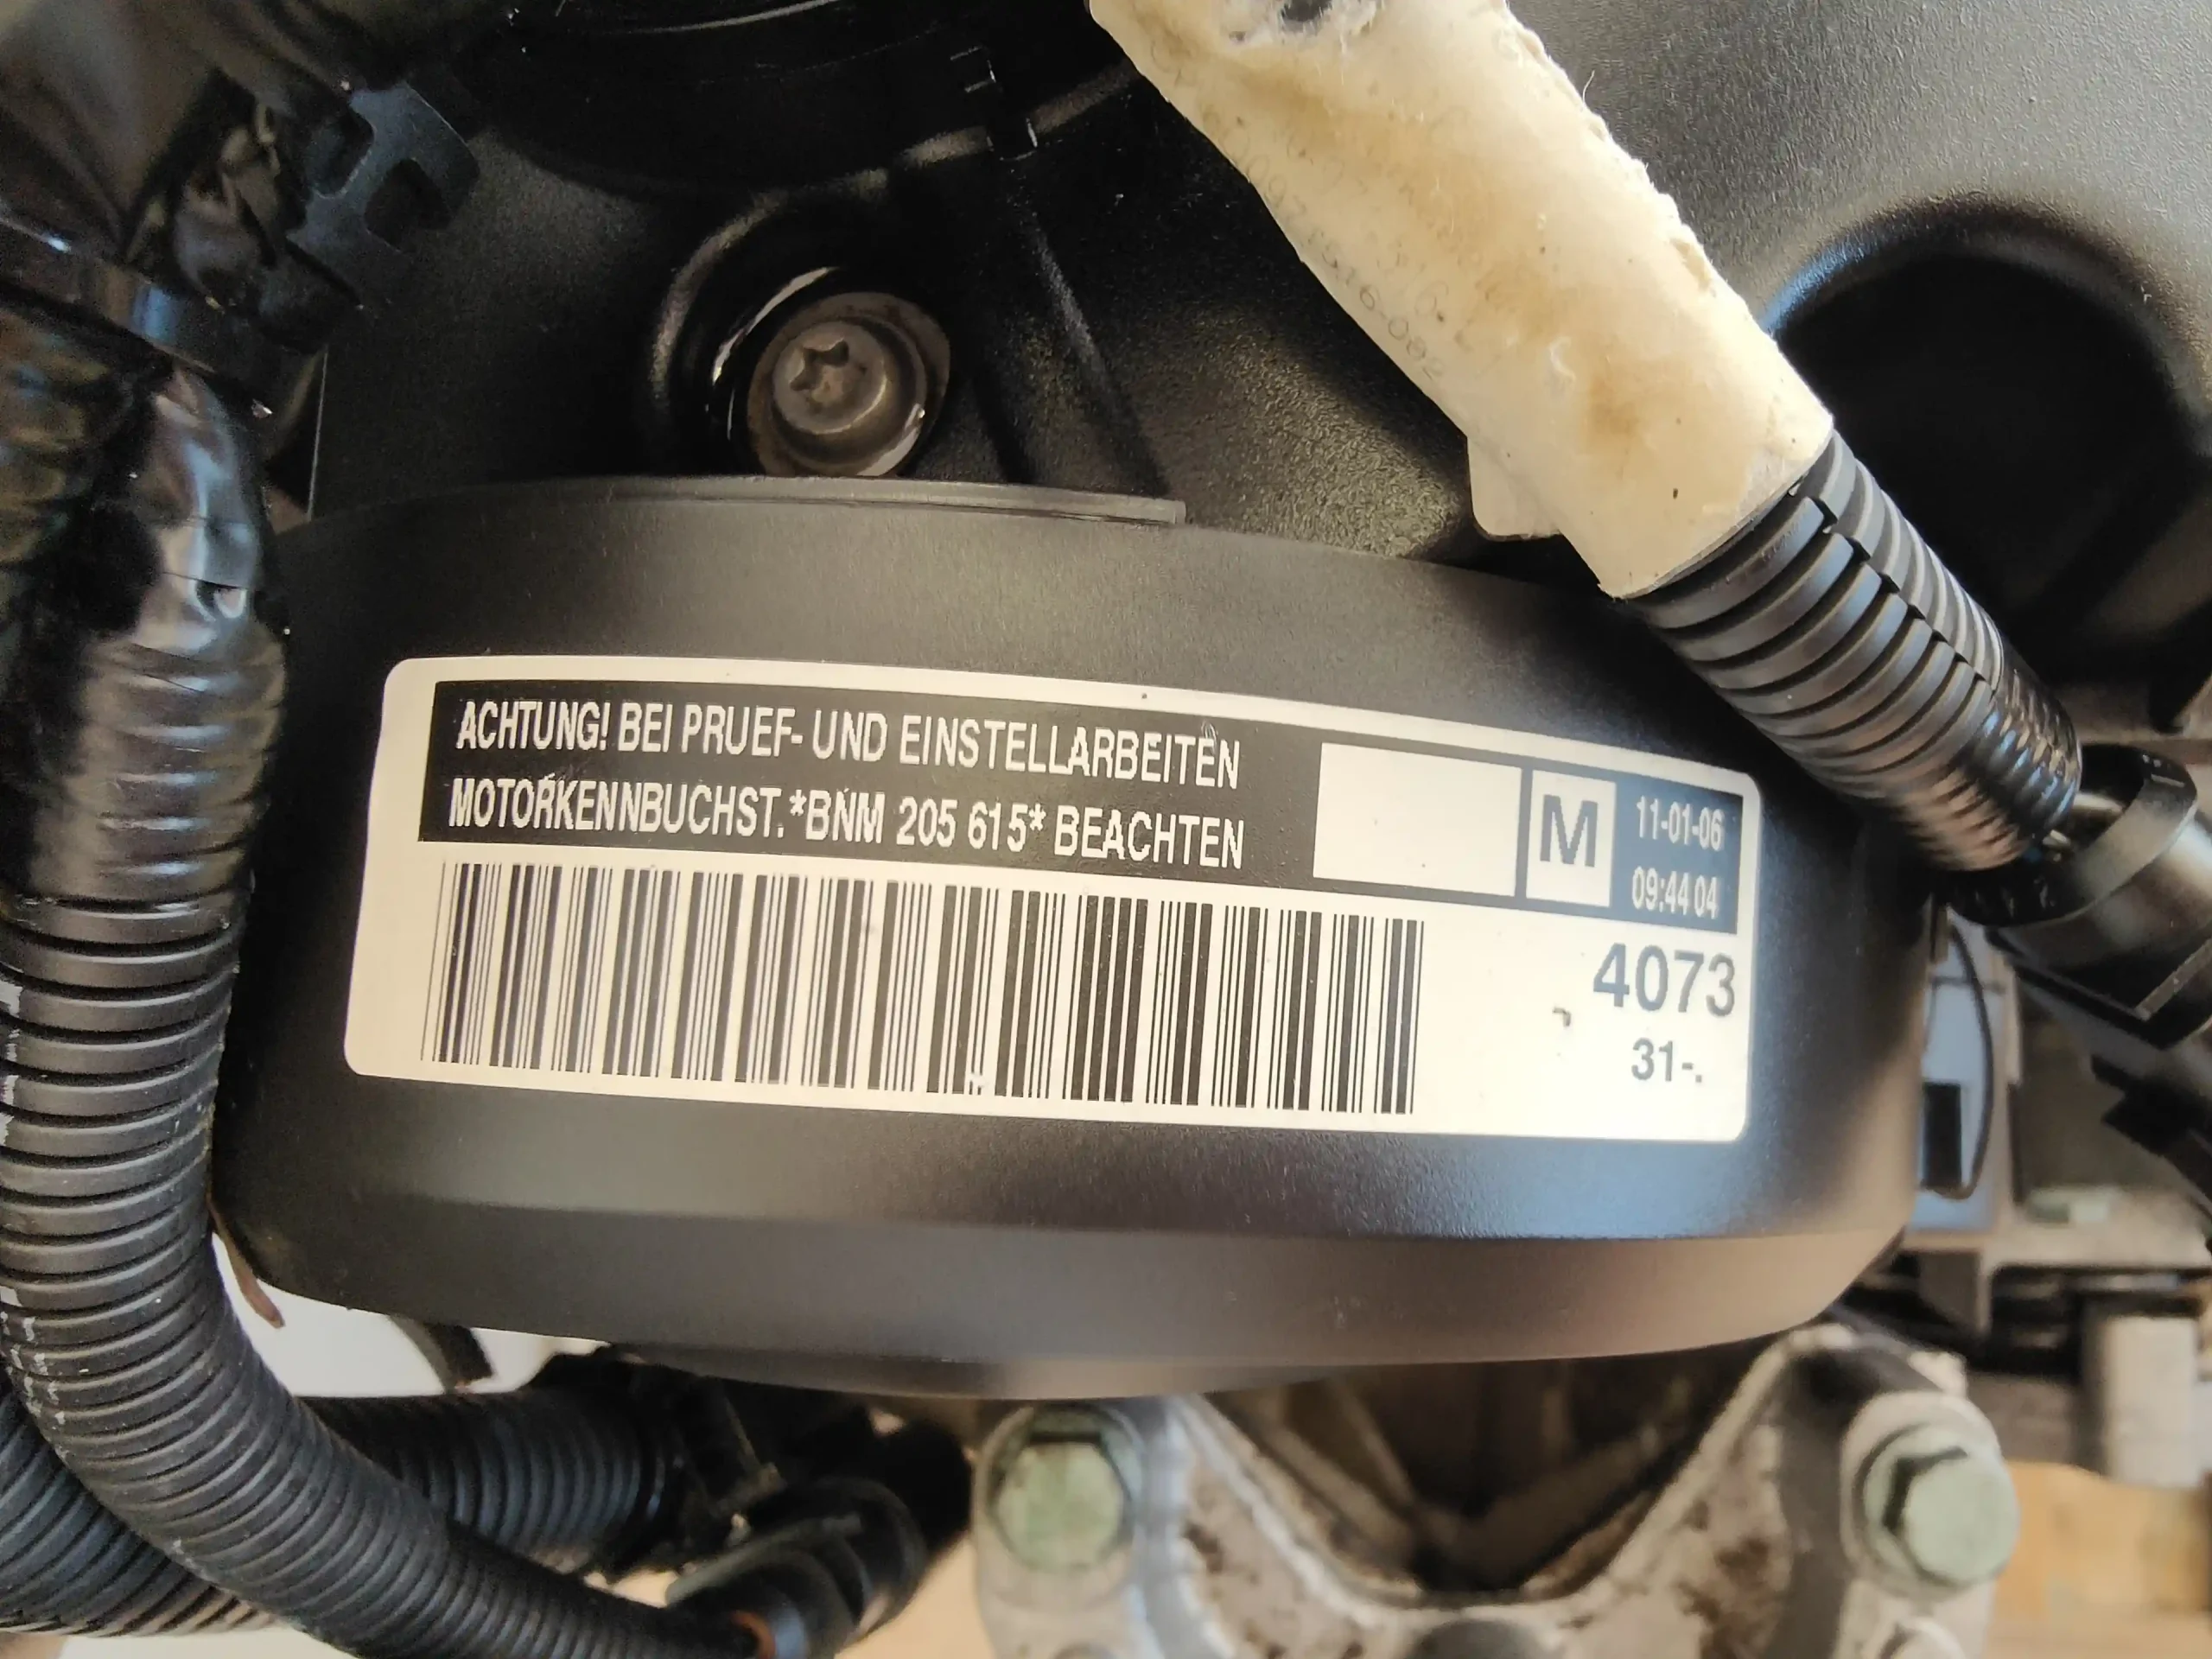 ACHTUNG! BEI PRUEF- UND EINSTELLARBEITEN
MOTORKENNBUCHST.*BNM 205 615* BEACHTEN
M
11-01-06
09:44 04
4073
31-.